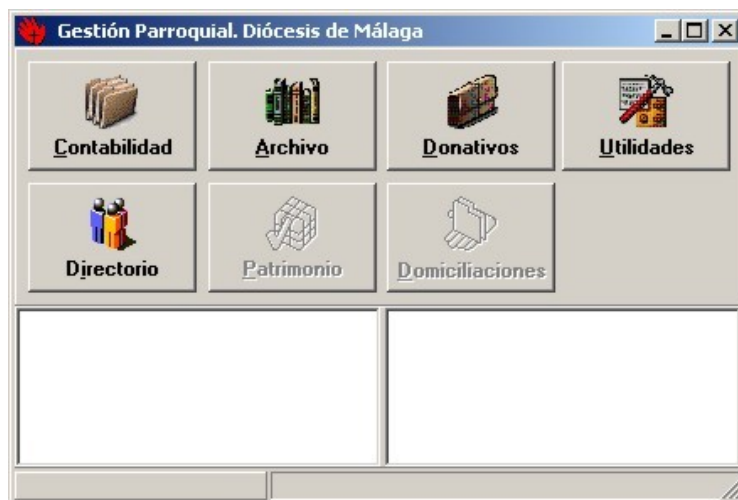 Gestión Parroquial. Diócesis de Málaga
Contabilidad
Archivo
Donativos
Utilidades
Directorio
Patrimonio
Domiciliaciones